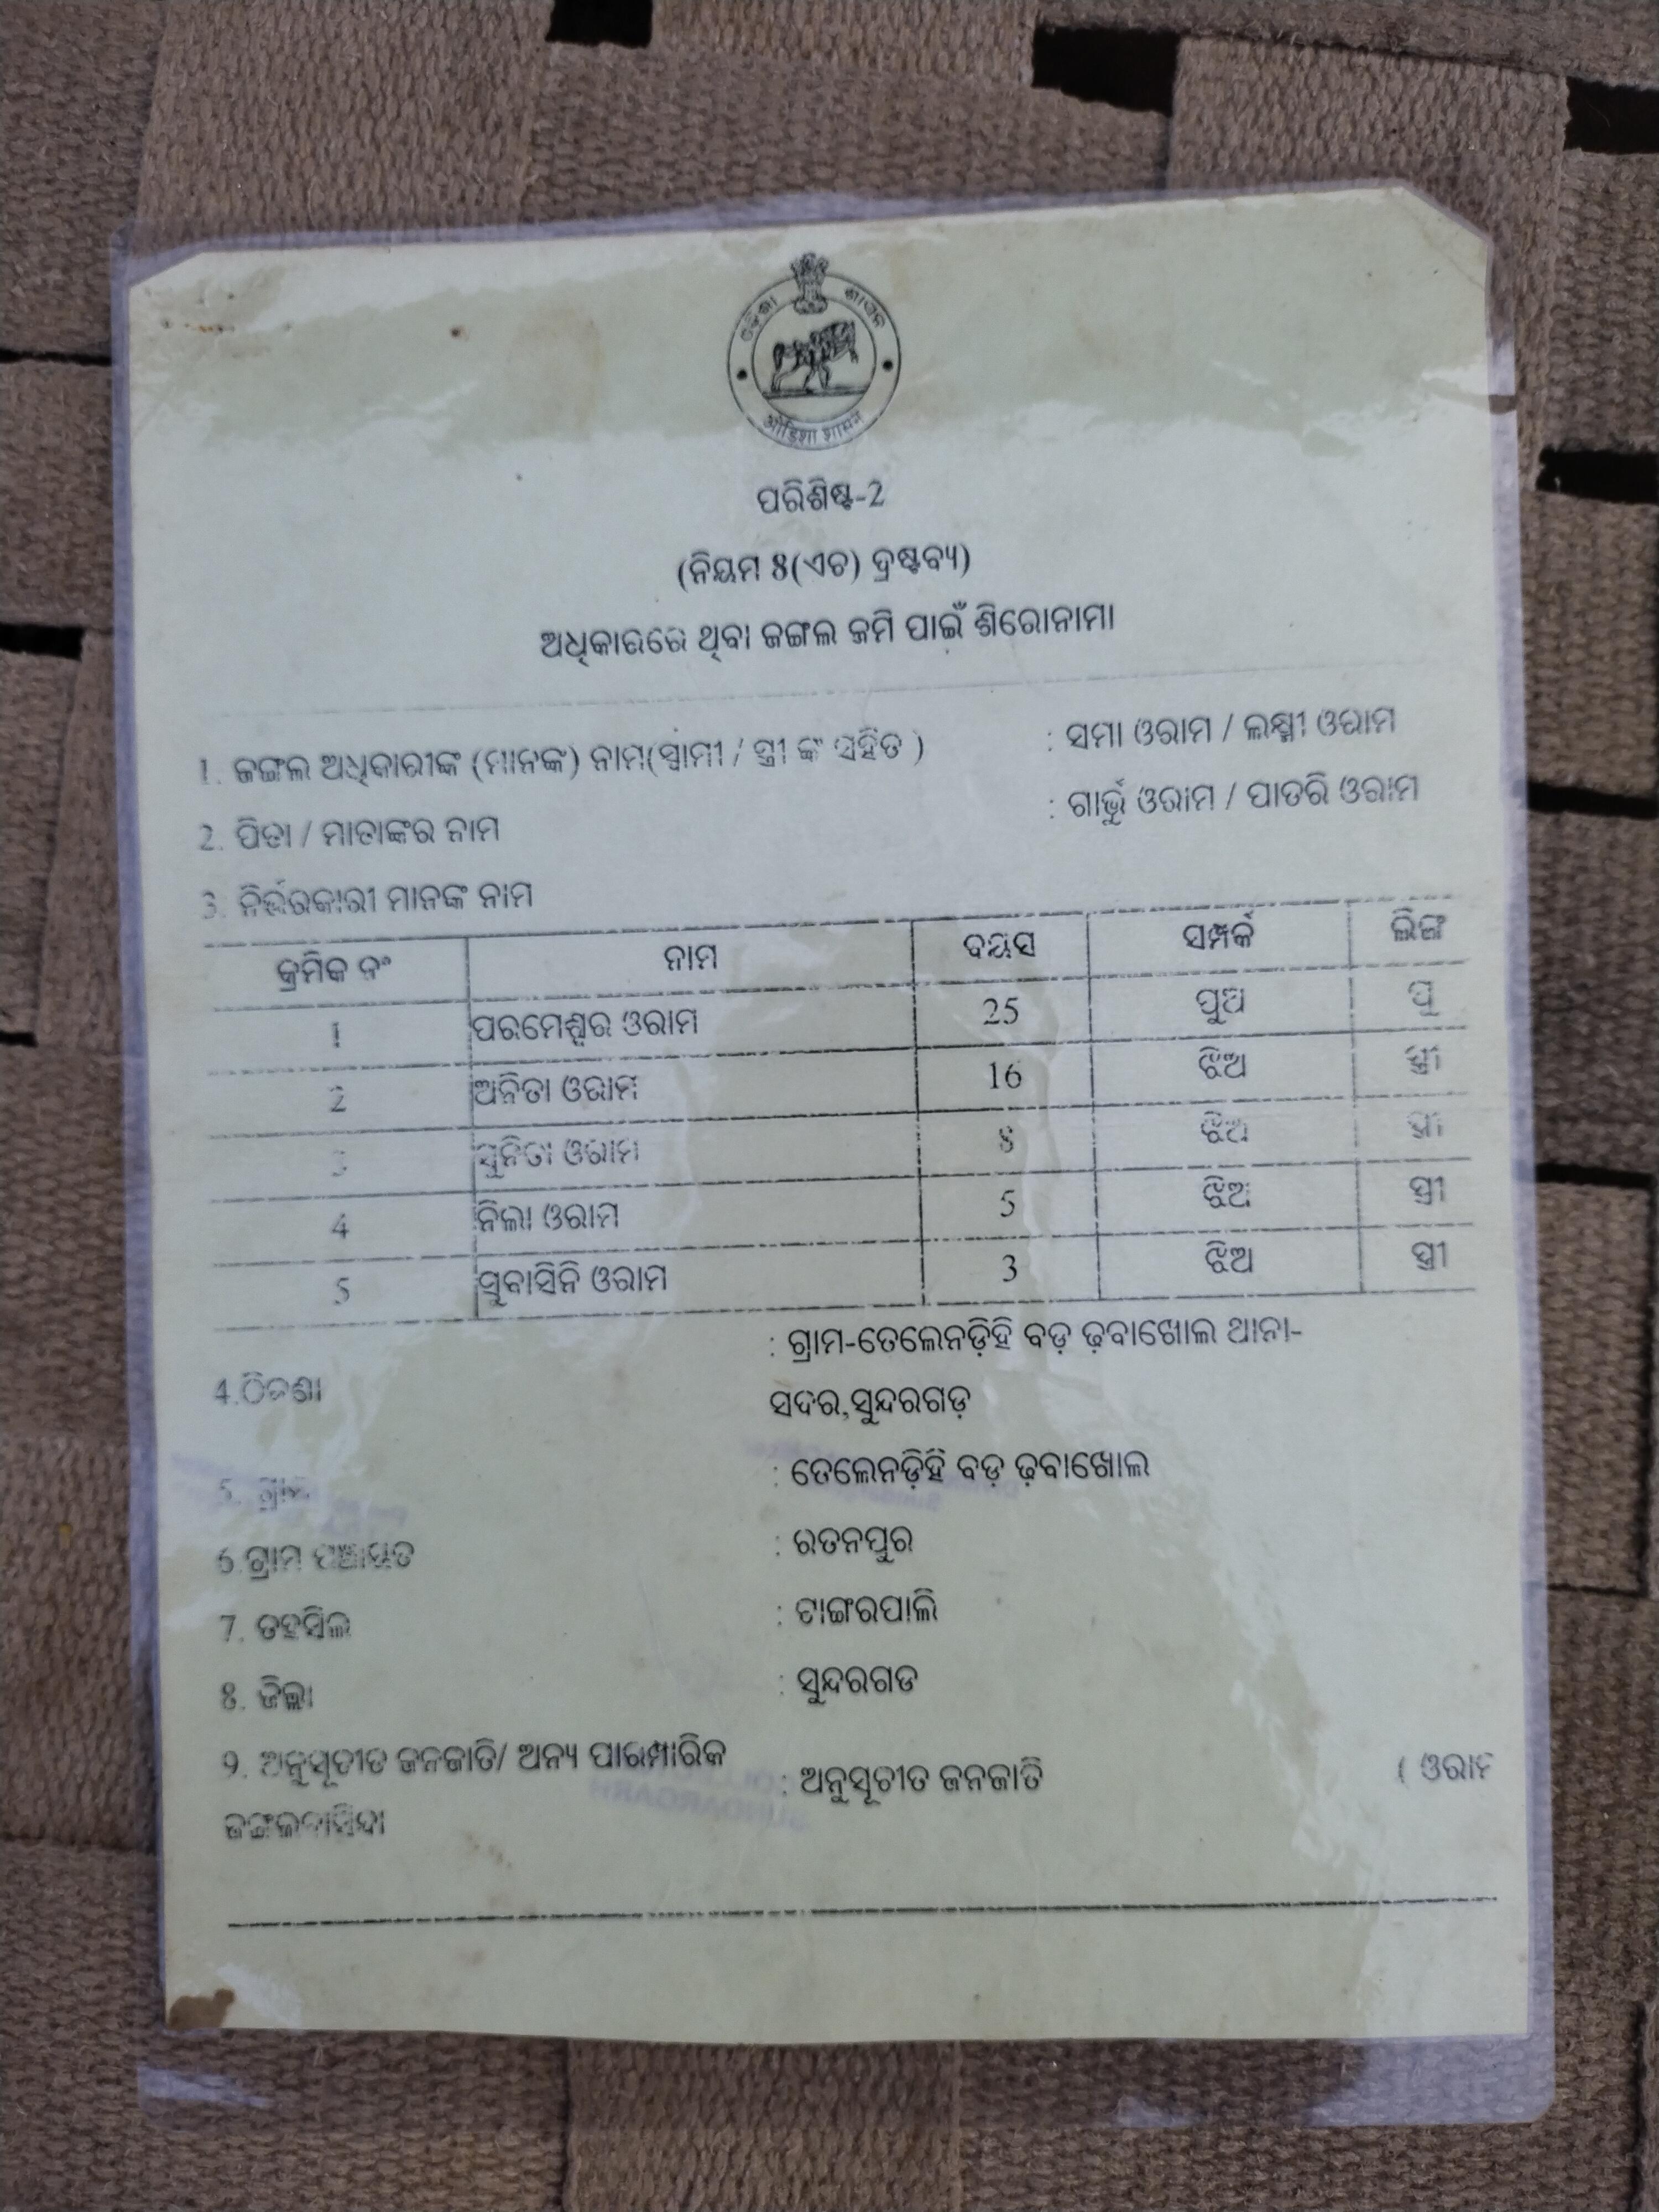 ଓଡ଼ିଶା ଶାସନ
ओड़िशा शासन
ପରିଶିଷ୍ଟ-2
(ନିୟମ 8(ଏଚ) ଦ୍ରଷ୍ଟବ୍ୟ)
ଅଧିକାରରେ ଥିବା ଜଙ୍ଗଲ ଜମି ପାଇଁ ଶିରୋନାମା
1. ଜଙ୍ଗଲ ଅଧିକାରୀଙ୍କ (ମାନଙ୍କ) ନାମ(ସ୍ୱାମୀ / ସ୍ତ୍ରୀ ଙ୍କ ସହିତ ) : ସମା ଓରାମ / ଲକ୍ଷ୍ମୀ ଓରାମ
2. ପିତା / ମାତାଙ୍କର ନାମ : ଗାର୍ଭୁ ଓରାମ / ପାତରି ଓରାମ
3. ନିର୍ଭରକାରୀ ମାନଙ୍କ ନାମ
କ୍ରମିକ ନଂ ନାମ ବୟସ ସମ୍ପର୍କ ଲିଙ୍ଗ
1 ପରମେଶ୍ୱର ଓରାମ 25 ପୁଅ ପୁ
2 ଅନିତା ଓରାମ 16 ଝିଅ ସ୍ତ୍ରୀ
3 ସୁନିତା ଓରାମ 8 ଝିଅ ସ୍ତ୍ରୀ
4 ନିଲା ଓରାମ 5 ଝିଅ ସ୍ତ୍ରୀ
5 ସୁବାସିନି ଓରାମ 3 ଝିଅ ସ୍ତ୍ରୀ
4.ଠିକଣା : ଗ୍ରାମ-ତେଲେନଡ଼ିହି ବଡ଼ ଢ଼ବାଖୋଲ ଥାନା-
ସଦର,ସୁନ୍ଦରଗଡ଼
5. ଗ୍ରାମ : ତେଲେନଡ଼ିହି ବଡ଼ ଢ଼ବାଖୋଲ
6.ଗ୍ରାମ ପଞ୍ଚାୟତ : ରତନପୁର
7. ତହସିଲ : ଟାଙ୍ଗରପାଲି
8. ଜିଲ୍ଲା : ସୁନ୍ଦରଗଡ
9. ଅନୁସୂଚୀତ ଜନଜାତି/ ଅନ୍ୟ ପାରମ୍ପାରିକ : ଅନୁସୂଚୀତ ଜନଜାତି ( ଓରାମ
ଜଙ୍ଗଲବାସିନ୍ଦା